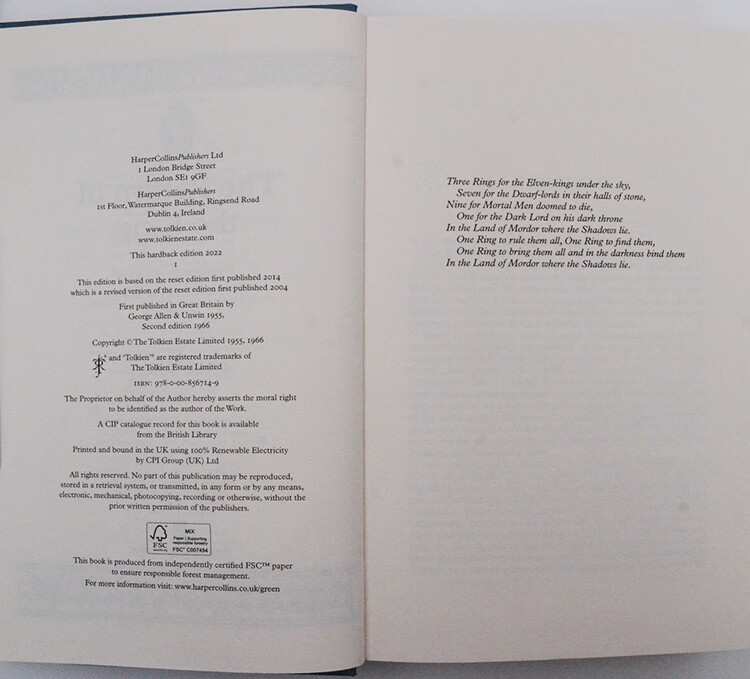 HarperCollinsPublishers Ltd
1 London Bridge Street
London SE1 9GF
HarperCollinsPublishers
1st Floor, Watermarque Building, Ringsend Road
Dublin 4, Ireland
www.tolkien.co.uk
www.tolkienestate.com
This hardback edition 2022
1
This edition is based on the reset edition first published 2014
which is a revised version of the reset edition first published 2004
First published in Great Britain by
George Allen & Unwin 1955,
Second edition 1966
Copyright © The Tolkien Estate Limited 1955, 1966
® and ‘Tolkien’® are registered trademarks of
The Tolkien Estate Limited
ISBN: 978-0-00-856714-9
The Proprietor on behalf of the Author hereby asserts the moral right
to be identified as the author of the Work.
A CIP catalogue record for this book is available
from the British Library
Printed and bound in the UK using 100% Renewable Electricity
by CPI Group (UK) Ltd
All rights reserved. No part of this publication may be reproduced,
stored in a retrieval system, or transmitted, in any form or by any means,
electronic, mechanical, photocopying, recording or otherwise, without the
prior written permission of the publishers.
FSC
MIX
Paper | Supporting
responsible forestry
FSC® C007454
This book is produced from independently certified FSC™ paper
to ensure responsible forest management.
For more information visit: www.harpercollins.co.uk/green
Three Rings for the Elven-kings under the sky,
Seven for the Dwarf-lords in their halls of stone,
Nine for Mortal Men doomed to die,
One for the Dark Lord on his dark throne
In the Land of Mordor where the Shadows lie.
One Ring to rule them all, One Ring to find them,
One Ring to bring them all and in the darkness bind them
In the Land of Mordor where the Shadows lie.